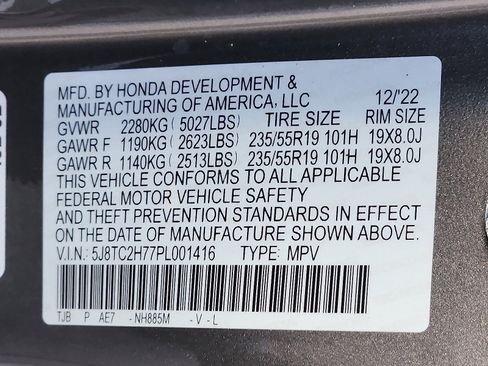 MFD. BY HONDA DEVELOPMENT &
MANUFACTURING OF AMERICA, LLC 12/'22
GVWR 2280KG(5027LBS) TIRE SIZE RIM SIZE
GAWR F 1190KG(2623LBS) 235/55R19 101H 19X8.0J
GAWR R 1140KG(2513LBS) 235/55R19 101H 19X8.0J
THIS VEHICLE CONFORMS TO ALL APPLICABLE
FEDERAL MOTOR VEHICLE SAFETY
AND THEFT PREVENTION STANDARDS IN EFFECT
ON THE DATE OF MANUFACTURE SHOWN ABOVE.
V.I.N.: 5J8TC2H77PL001416 TYPE: MPV
TJB P AE7 -NH885M -V-L